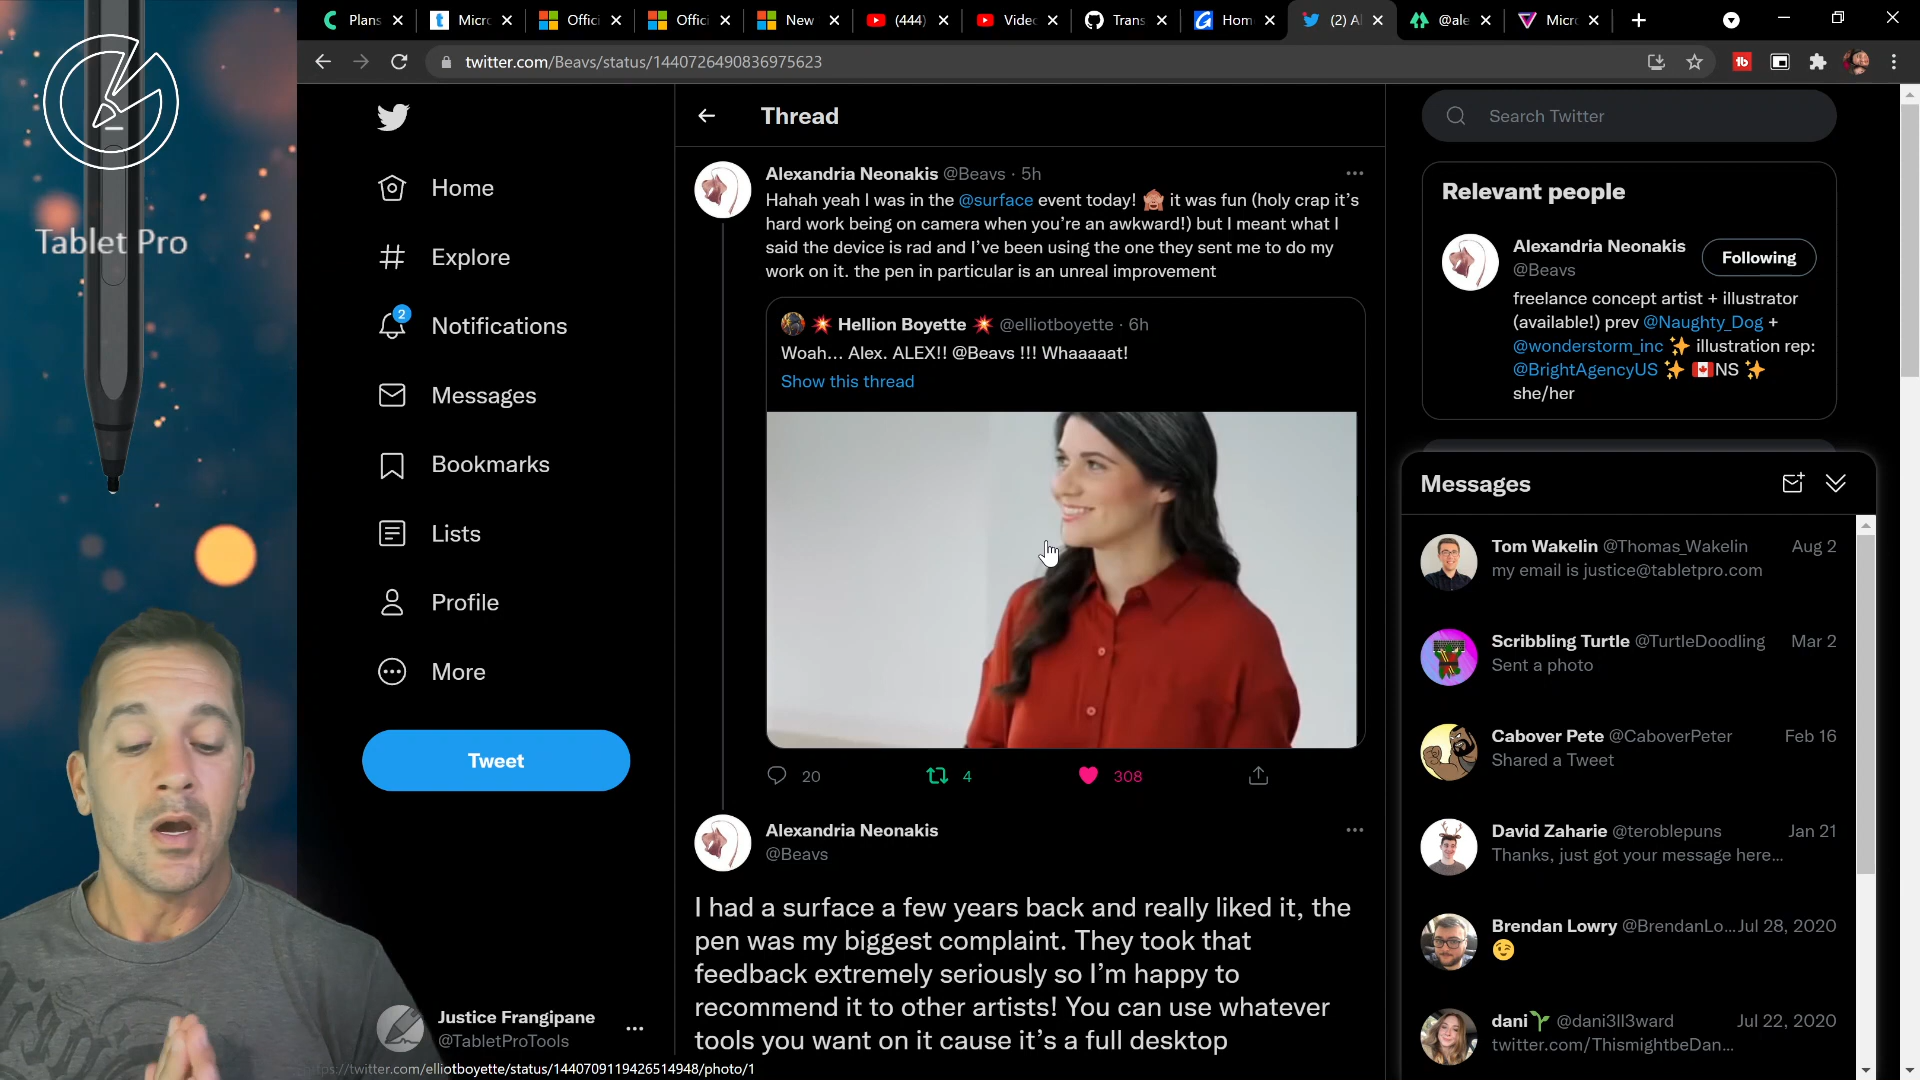 Plans
Micr
Offici
Offici
New
(444)
Videc
Trans
Hom
(2) A
@ale
Micr
twitter.com/Beavs/status/1440726490836975623
Tablet Pro
Home
Explore
2
Notifications
Messages
Bookmarks
Lists
Profile
More
Tweet
Justice Frangipane
@TabletProTools
Thread
Alexandria Neonakis @Beavs · 5h
Hahah yeah I was in the @surface event today! 🙈 it was fun (holy crap it's
hard work being on camera when you're an awkward!) but I meant what I
said the device is rad and I've been using the one they sent me to do my
work on it. the pen in particular is an unreal improvement
💥 Hellion Boyette 💥 @elliotboyette · 6h
Woah... Alex. ALEX!! @Beavs !!! Whaaaaat!
Show this thread
20
4
308
Alexandria Neonakis
@Beavs
I had a surface a few years back and really liked it, the
pen was my biggest complaint. They took that
feedback extremely seriously so I'm happy to
recommend it to other artists! You can use whatever
tools you want on it cause it's a full desktop
https://twitter.com/elliotboyette/status/1440709119426514948/photo/1
Search Twitter
Relevant people
Alexandria Neonakis
@Beavs
Following
freelance concept artist + illustrator
(available!) prev @Naughty_Dog +
@wonderstorm_inc ✨ illustration rep:
@BrightAgencyUS ✨ 🇨🇦NS ✨
she/her
Messages
Tom Wakelin @Thomas_Wakelin Aug 2
my email is justice@tabletpro.com
Scribbling Turtle @TurtleDoodling Mar 2
Sent a photo
Cabover Pete @CaboverPeter Feb 16
Shared a Tweet
David Zaharie @teroblepuns Jan 21
Thanks, just got your message here...
Brendan Lowry @BrendanLo... Jul 28, 2020
😉
dani🌱 @dani3ll3ward Jul 22, 2020
twitter.com/ThismightbeDan...